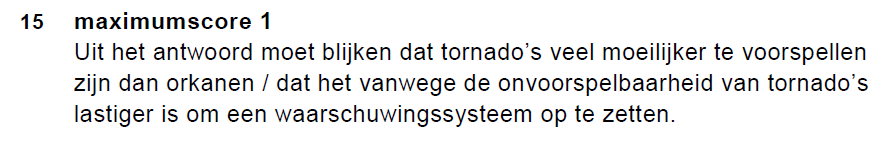 15 maximumscore 1
Uit het antwoord moet blijken dat tornado's veel moeilijker te voorspellen
zijn dan orkanen / dat het vanwege de onvoorspelbaarheid van tornado's
lastiger is om een waarschuwingssysteem op te zetten.